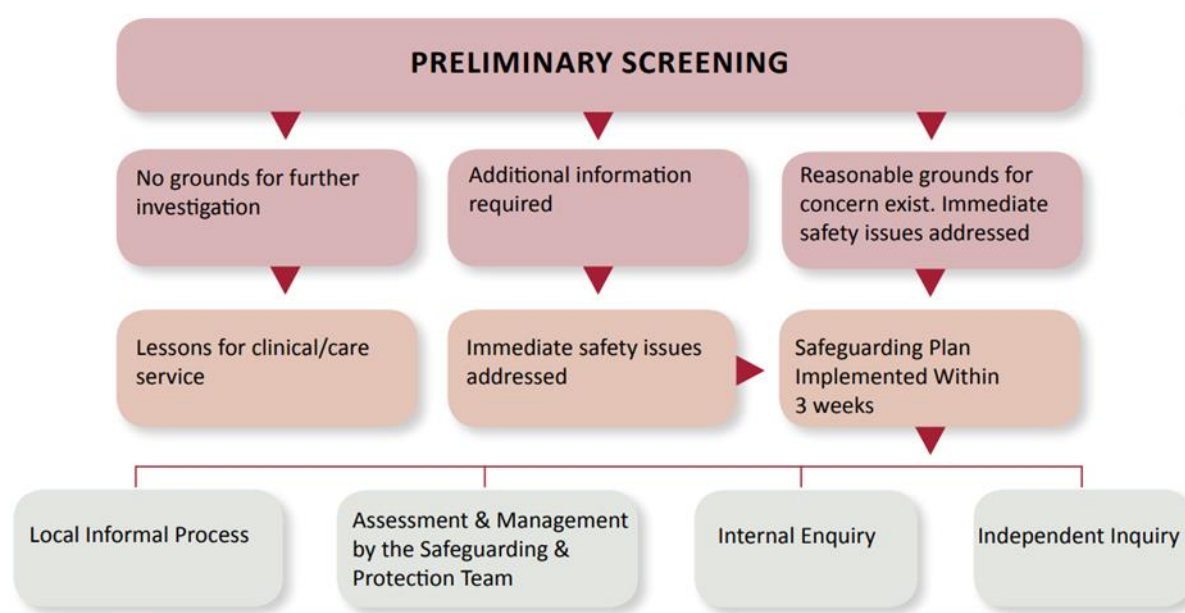 PRELIMINARY SCREENING
No grounds for further
investigation
Additional information
required
Reasonable grounds for
concern exist. Immediate
safety issues addressed
Lessons for clinical/care
service
Immediate safety issues
addressed
Safeguarding Plan
Implemented Within
3 weeks
Local Informal Process
Assessment & Management
by the Safeguarding &
Protection Team
Internal Enquiry
Independent Inquiry